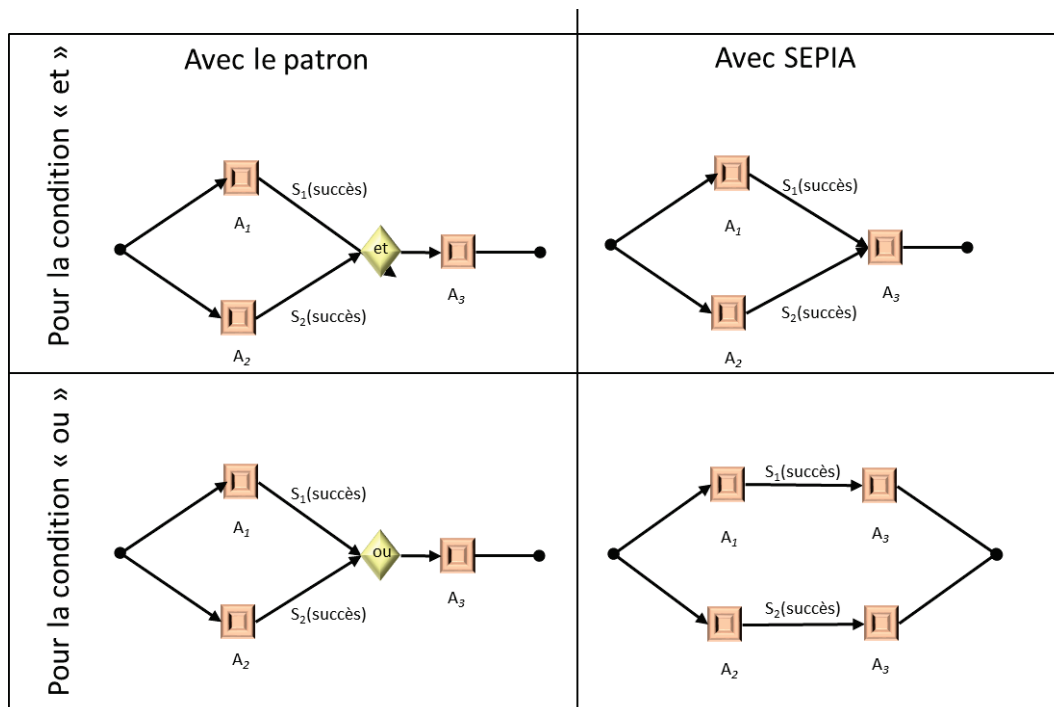 Avec le patron
Avec SEPIA
Pour la condition « et »
S₁(succès)
A₁
et
S₂(succès)
A₃
A₂
S₁(succès)
A₁
A₃
S₂(succès)
A₂
Pour la condition « ou »
S₁(succès)
A₁
ou
A₃
S₂(succès)
A₂
S₁(succès)
A₁
A₃
S₂(succès)
A₂
A₃